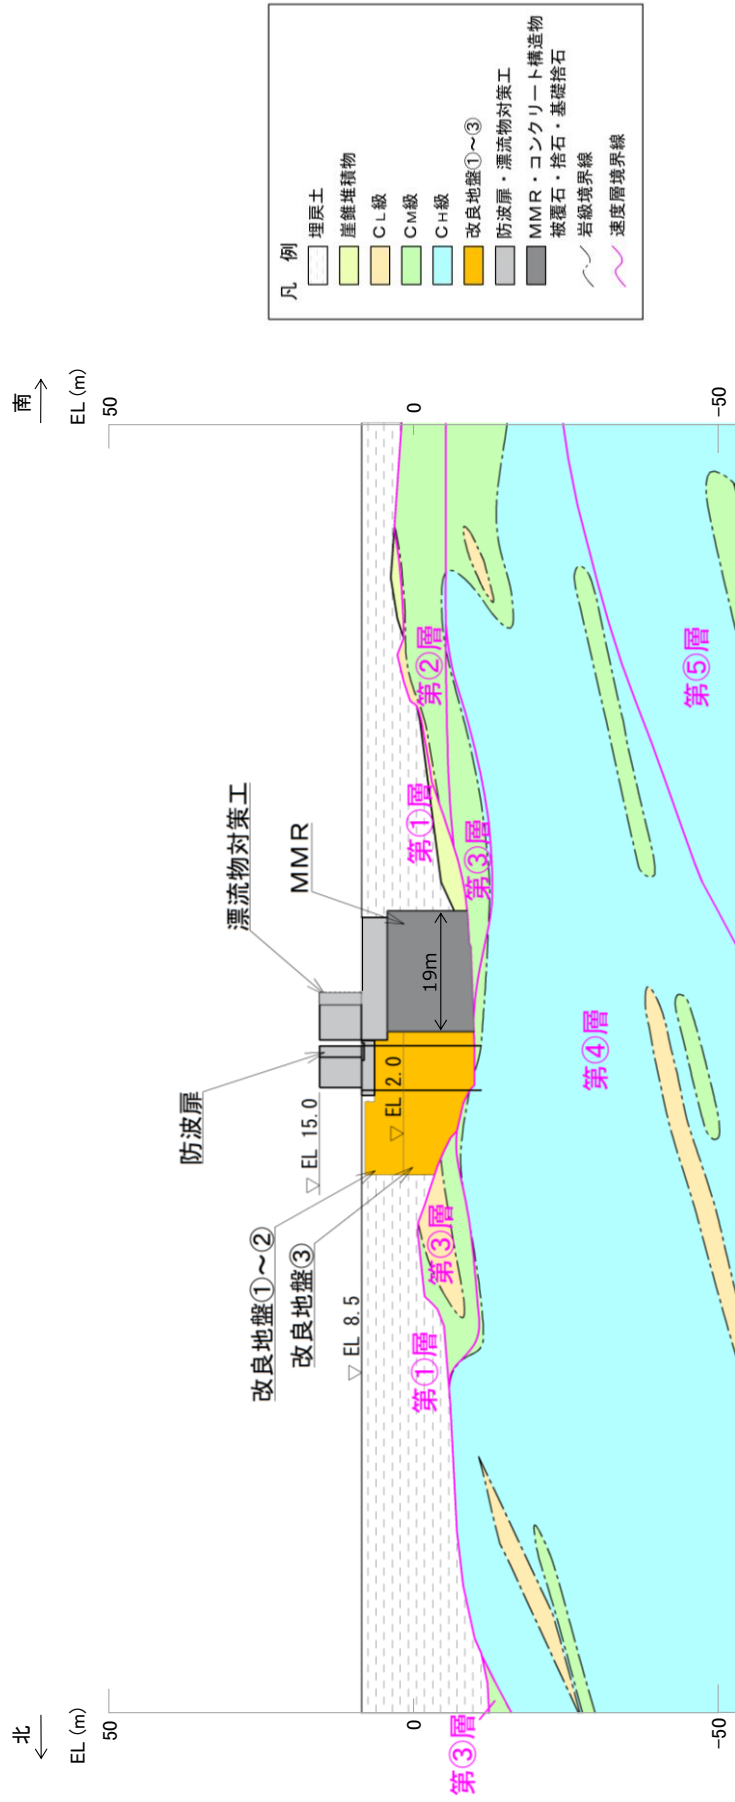 北
南
EL (m)
EL (m)
50
50
0
0
-50
-50
漂流物対策工
防波扉
MMR
改良地盤①～②
改良地盤③
▽ EL 15.0
▽ EL 8.5
▽ EL 2.0
19m
第①層
第①層
第②層
第③層
第③層
第③層
第④層
第⑤層
凡　例
埋戻土
崖錐堆積物
CL級
CM級
CH級
改良地盤①～③
防波扉・漂流物対策工
MMR・コンクリート構造物
被覆石・捨石・基礎捨石
岩級境界線
速度層境界線